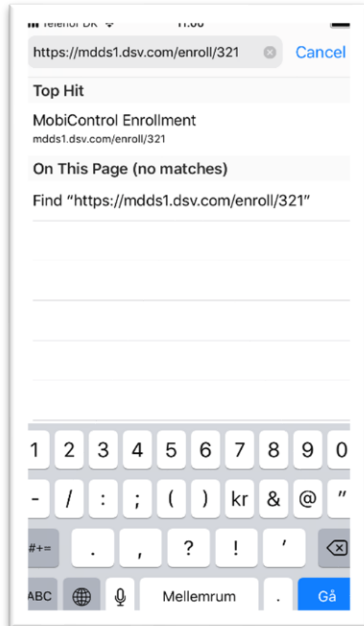 https://mdds1.dsv.com/enroll/321 Cancel
Top Hit
MobiControl Enrollment
mdds1.dsv.com/enroll/321
On This Page (no matches)
Find “https://mdds1.dsv.com/enroll/321”
1 2 3 4 5 6 7 8 9 0
- / : ; ( ) kr & @ "
#+= . , ? ! '
ABC Mellemrum . Gå